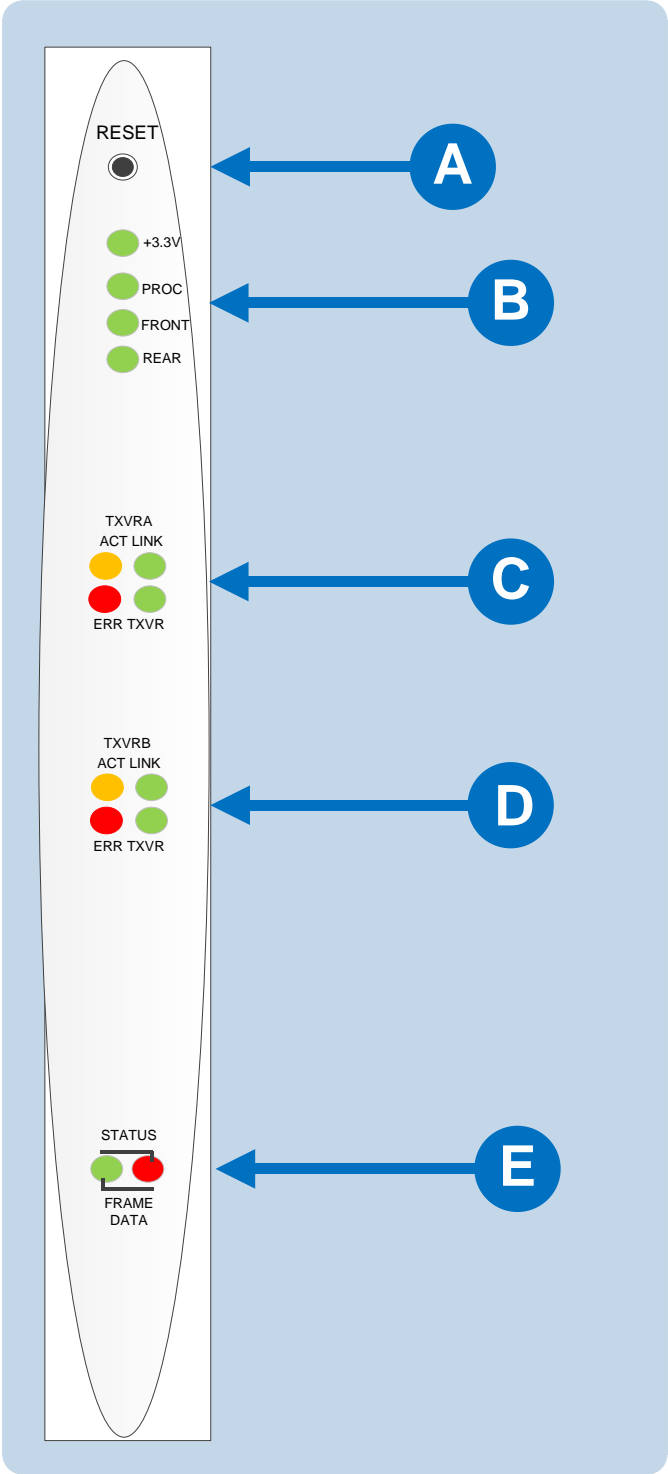 RESET
A
+3.3V
B
PROC
FRONT
REAR
TXVRA
ACT LINK
C
ERR TXVR
TXVRB
ACT LINK
D
ERR TXVR
STATUS
E
FRAME
DATA